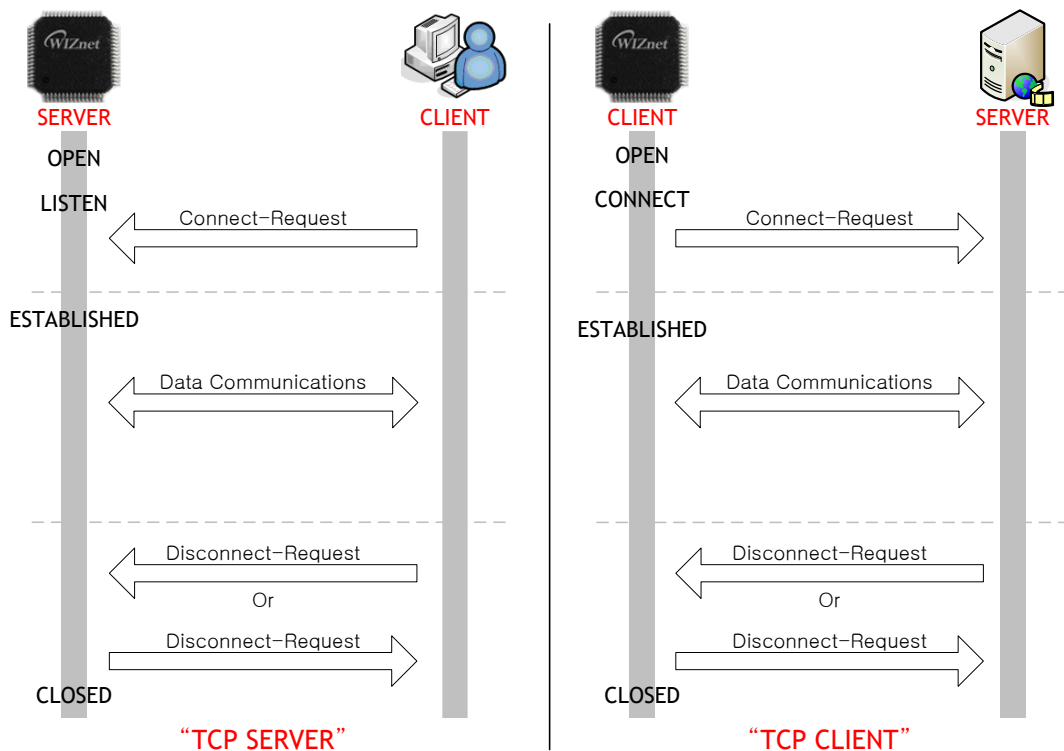 WIZnet
SERVER
CLIENT
OPEN
LISTEN
Connect-Request
ESTABLISHED
Data Communications
Disconnect-Request
Or
Disconnect-Request
CLOSED
“TCP SERVER”
WIZnet
CLIENT
SERVER
OPEN
CONNECT
Connect-Request
ESTABLISHED
Data Communications
Disconnect-Request
Or
Disconnect-Request
CLOSED
“TCP CLIENT”